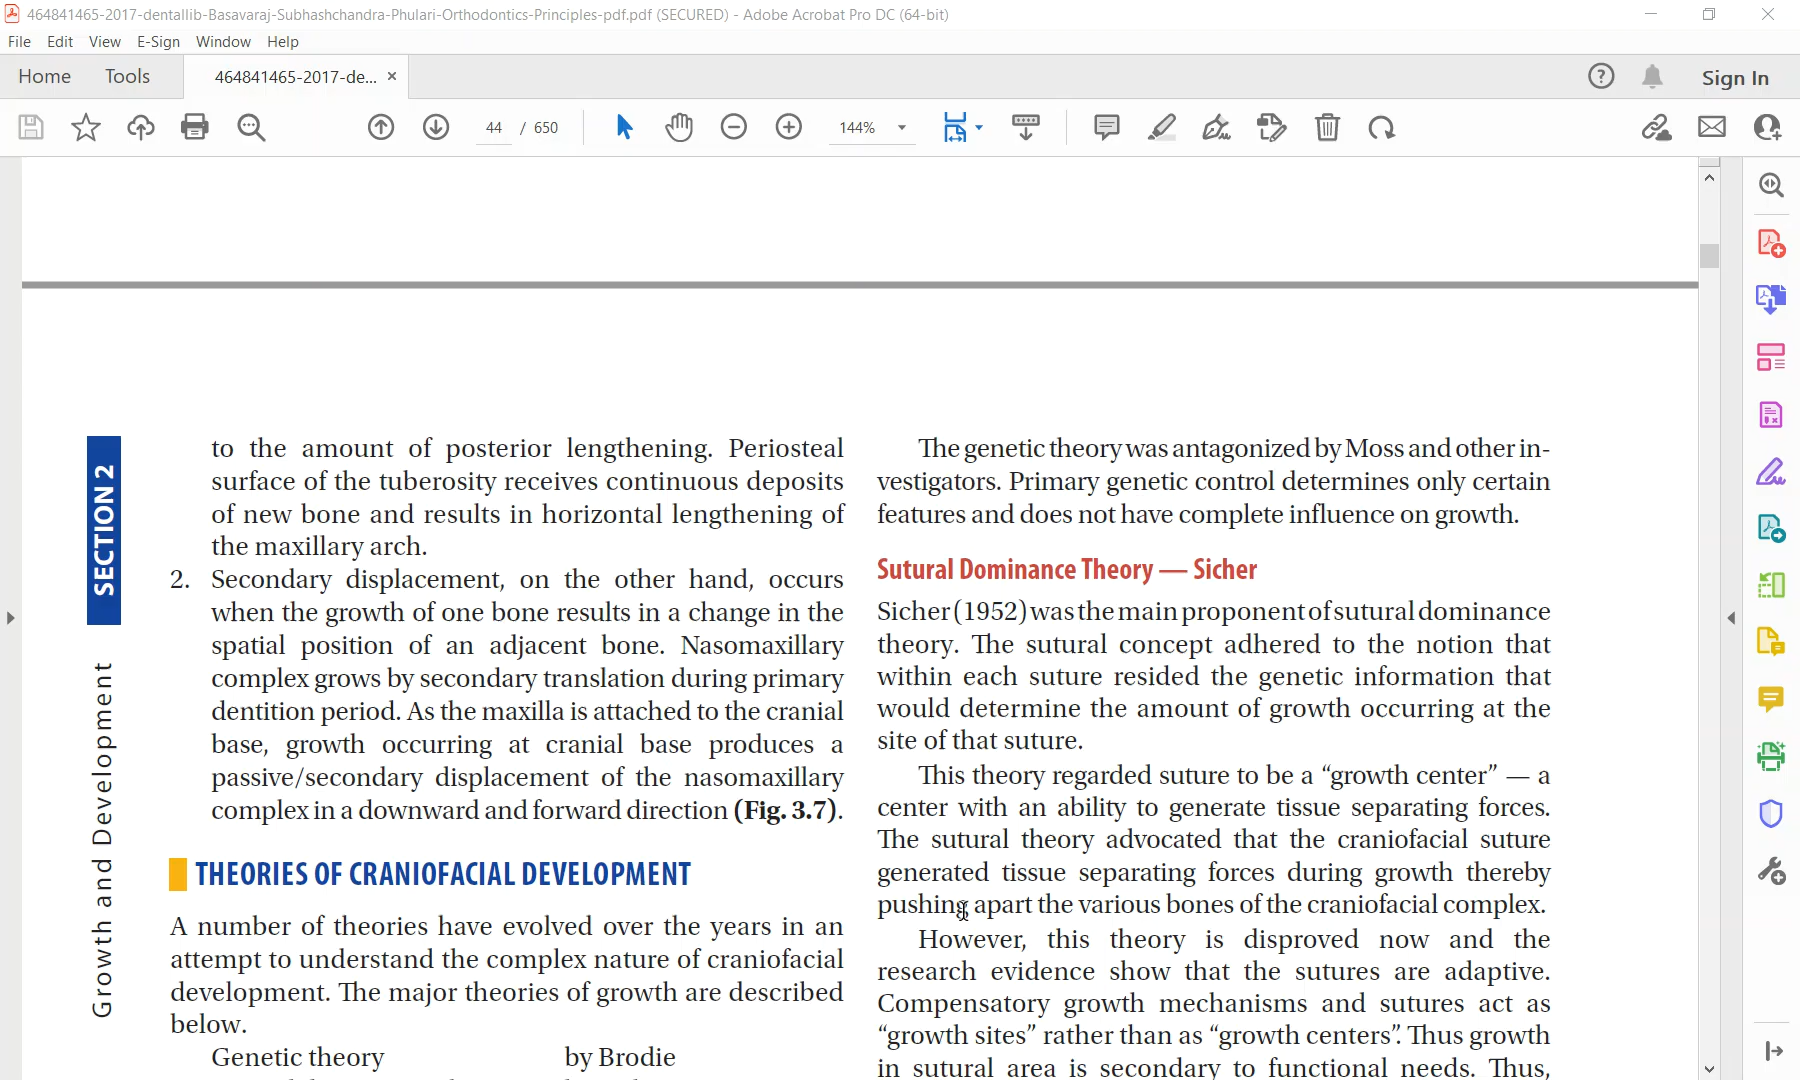 464841465-2017-dentallib-Basavaraj-Subhashchandra-Phulari-Orthodontics-Principles-pdf.pdf (SECURED) - Adobe Acrobat Pro DC (64-bit)
File Edit View E-Sign Window Help
Home Tools 464841465-2017-de... × Sign In
44 / 650 144%
SECTION 2
Growth and Development
to the amount of posterior lengthening. Periosteal
surface of the tuberosity receives continuous deposits
of new bone and results in horizontal lengthening of
the maxillary arch.
2. Secondary displacement, on the other hand, occurs
when the growth of one bone results in a change in the
spatial position of an adjacent bone. Nasomaxillary
complex grows by secondary translation during primary
dentition period. As the maxilla is attached to the cranial
base, growth occurring at cranial base produces a
passive/secondary displacement of the nasomaxillary
complex in a downward and forward direction (Fig. 3.7).
THEORIES OF CRANIOFACIAL DEVELOPMENT
A number of theories have evolved over the years in an
attempt to understand the complex nature of craniofacial
development. The major theories of growth are described
below.
Genetic theory by Brodie
The genetic theory was antagonized by Moss and other in-
vestigators. Primary genetic control determines only certain
features and does not have complete influence on growth.
Sutural Dominance Theory — Sicher
Sicher (1952) was the main proponent of sutural dominance
theory. The sutural concept adhered to the notion that
within each suture resided the genetic information that
would determine the amount of growth occurring at the
site of that suture.
This theory regarded suture to be a “growth center” — a
center with an ability to generate tissue separating forces.
The sutural theory advocated that the craniofacial suture
generated tissue separating forces during growth thereby
pushing apart the various bones of the craniofacial complex.
However, this theory is disproved now and the
research evidence show that the sutures are adaptive.
Compensatory growth mechanisms and sutures act as
“growth sites” rather than as “growth centers”. Thus growth
in sutural area is secondary to functional needs. Thus,